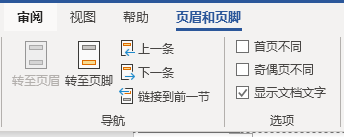 审阅 视图 帮助 页眉和页脚
上一条 首页不同
转至页眉 转至页脚 下一条 奇偶页不同
链接到前一节 显示文档文字
导航 选项